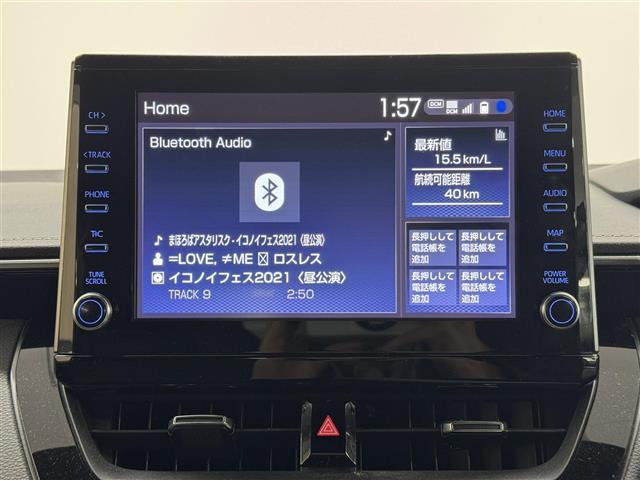 Home
1:57
DCM
DCM
Bluetooth Audio
まほろばアスタリスク - イコノイフェス2021 〈昼公演〉
=LOVE, ≠ME ロスレス
イコノイフェス2021〈昼公演〉
TRACK 9
2:50
最新値
15.5km/L
航続可能距離
40km
長押しして
電話帳を
追加
長押しして
電話帳を
追加
長押しして
電話帳を
追加
長押しして
電話帳を
追加
CH >
< TRACK
PHONE
T:C
TUNE
SCROLL
HOME
MENU
AUDIO
MAP
POWER
VOLUME